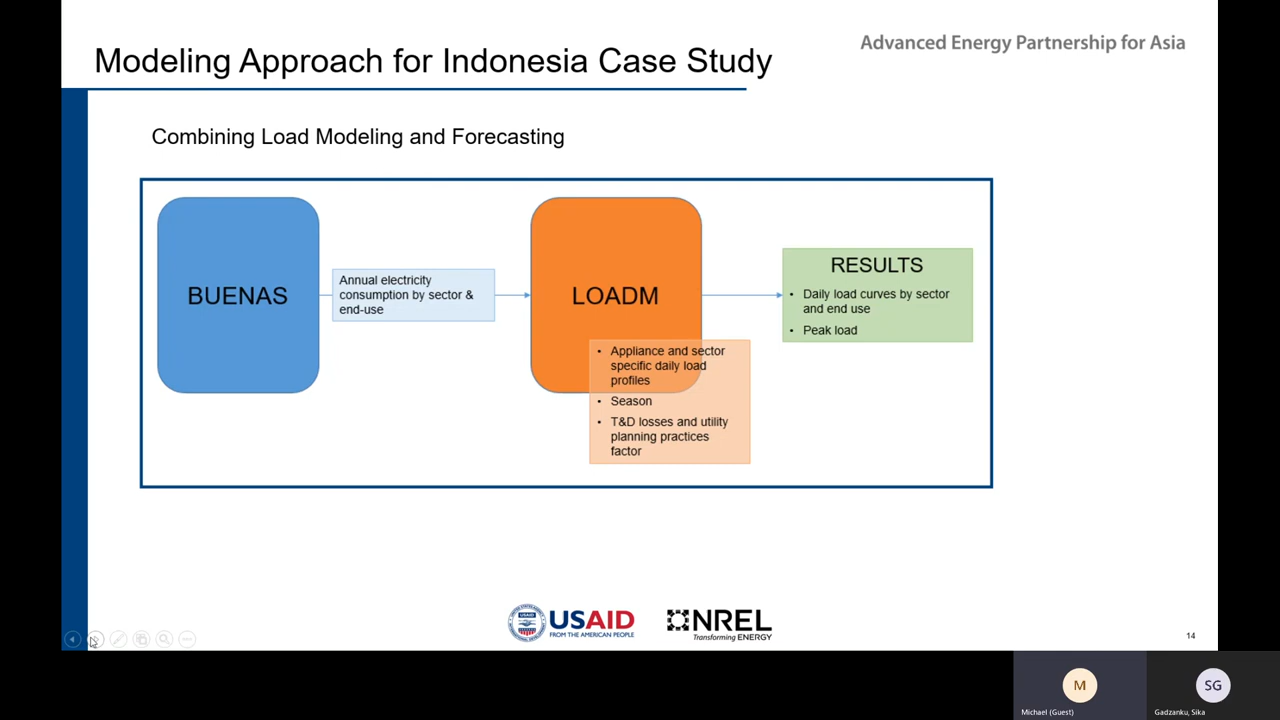 Advanced Energy Partnership for Asia
Modeling Approach for Indonesia Case Study
Combining Load Modeling and Forecasting
BUENAS
Annual electricity
consumption by sector &
end-use
LOADM
• Appliance and sector
specific daily load
profiles
• Season
• T&D losses and utility
planning practices
factor
RESULTS
• Daily load curves by sector
and end use
• Peak load
USAID
FROM THE AMERICAN PEOPLE
NREL
Transforming ENERGY
14
M
Michael (Guest)
SG
Gadzanku, Sika